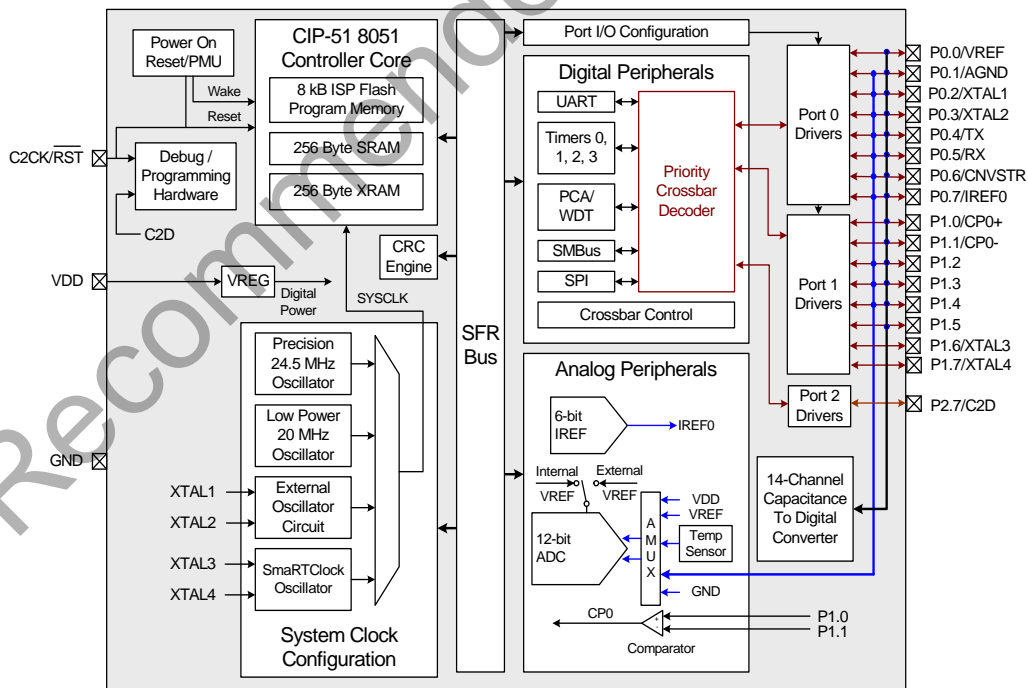 Recommended
Power On
Reset/PMU
Wake
Reset
C2CK/RST
Debug /
Programming
Hardware
C2D
VDD
VREG
Digital
Power
GND
CIP-51 8051
Controller Core
8 kB ISP Flash
Program Memory
256 Byte SRAM
256 Byte XRAM
CRC
Engine
SYSCLK
Precision
24.5 MHz
Oscillator
Low Power
20 MHz
Oscillator
XTAL1
XTAL2
External
Oscillator
Circuit
XTAL3
XTAL4
SmaRTClock
Oscillator
System Clock
Configuration
SFR
Bus
Port I/O Configuration
Digital Peripherals
UART
Timers 0,
1, 2, 3
PCA/
WDT
SMBus
SPI
Priority
Crossbar
Decoder
Crossbar Control
Port 0
Drivers
Port 1
Drivers
Port 2
Drivers
P0.0/VREF
P0.1/AGND
P0.2/XTAL1
P0.3/XTAL2
P0.4/TX
P0.5/RX
P0.6/CNVSTR
P0.7/IREF0
P1.0/CP0+
P1.1/CP0-
P1.2
P1.3
P1.4
P1.5
P1.6/XTAL3
P1.7/XTAL4
P2.7/C2D
Analog Peripherals
6-bit
IREF
IREF0
Internal
VREF
External
VREF
12-bit
ADC
A
M
U
X
VDD
VREF
Temp
Sensor
GND
CP0
Comparator
+
-
P1.0
P1.1
14-Channel
Capacitance
To Digital
Converter